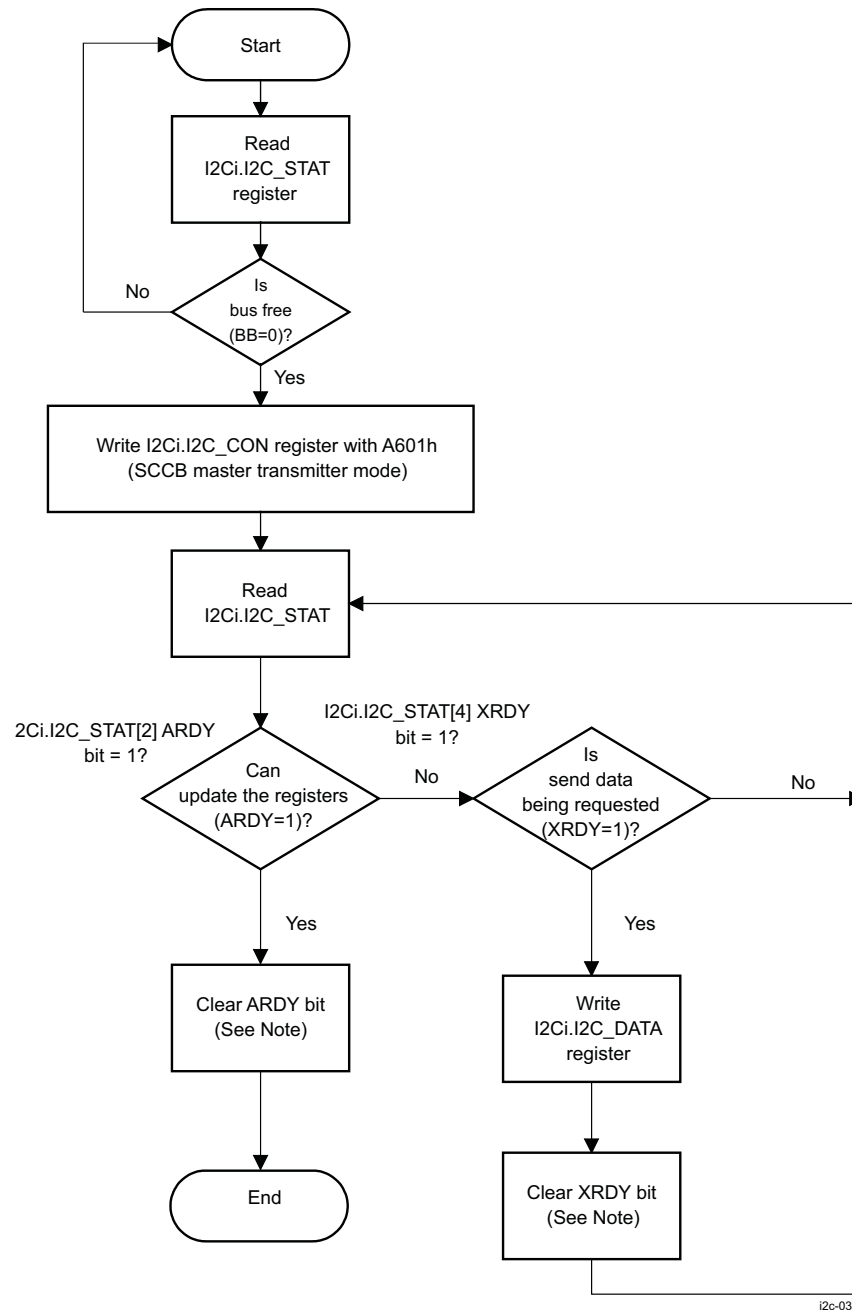 Start
Read
I2Ci.I2C_STAT
register
No
Is
bus free
(BB=0)?
Yes
Write I2Ci.I2C_CON register with A601h
(SCCB master transmitter mode)
Read
I2Ci.I2C_STAT
2Ci.I2C_STAT[2] ARDY
bit = 1?
I2Ci.I2C_STAT[4] XRDY
bit = 1?
Can
update the registers
(ARDY=1)?
No
Is
send data
being requested
(XRDY=1)?
No
Yes
Yes
Clear ARDY bit
(See Note)
Write
I2Ci.I2C_DATA
register
End
Clear XRDY bit
(See Note)
i2c-03